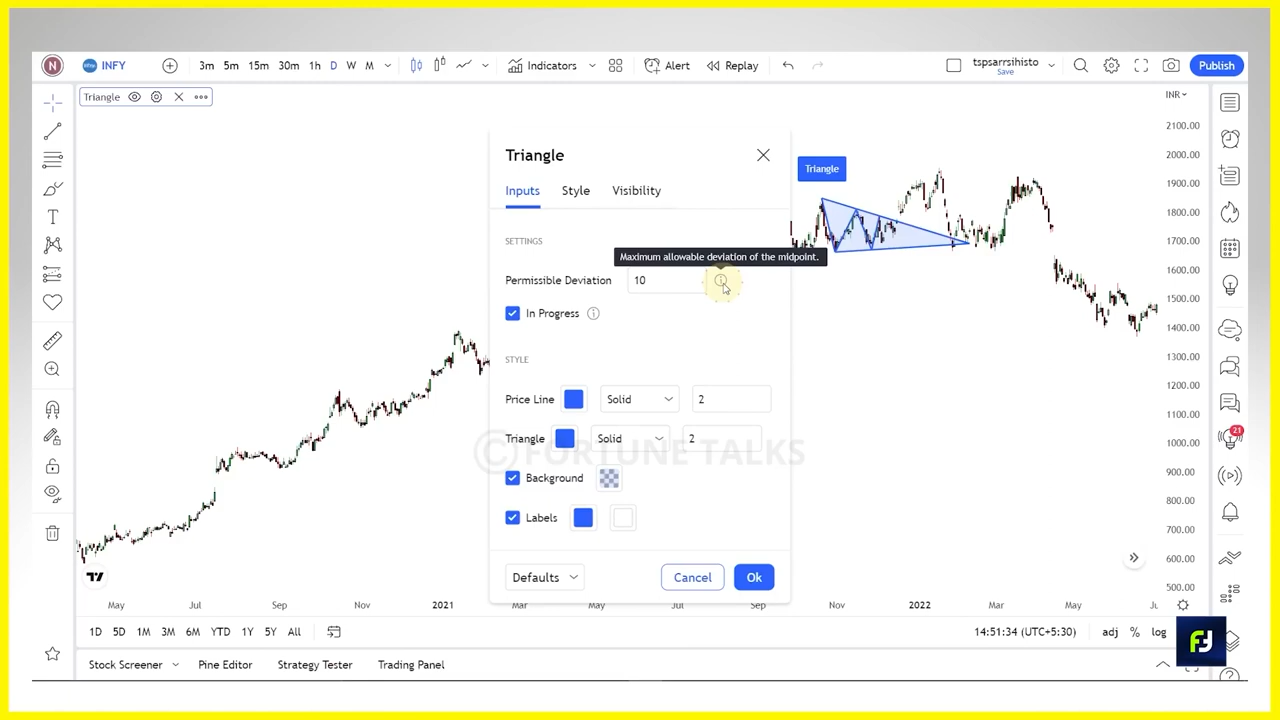 N INFY 3m 5m 15m 30m 1h D W M Indicators Alert Replay tspsarrsihisto Save Publish
Triangle
INR
2100.00
2000.00
1900.00
1800.00
1700.00
1600.00
1500.00
1400.00
1300.00
1200.00
1100.00
1000.00
900.00
800.00
700.00
600.00
500.00
Triangle
Triangle
Inputs Style Visibility
SETTINGS
Maximum allowable deviation of the midpoint.
Permissible Deviation 10
In Progress
STYLE
Price Line Solid 2
Triangle Solid 2
© FORTUNE TALKS
Background
Labels
Defaults Cancel Ok
21
May Jul Sep Nov 2021 Mar May Jul Sep Nov 2022 Mar May Ju
1D 5D 1M 3M 6M YTD 1Y 5Y All 14:51:34 (UTC+5:30) adj % log
Stock Screener Pine Editor Strategy Tester Trading Panel